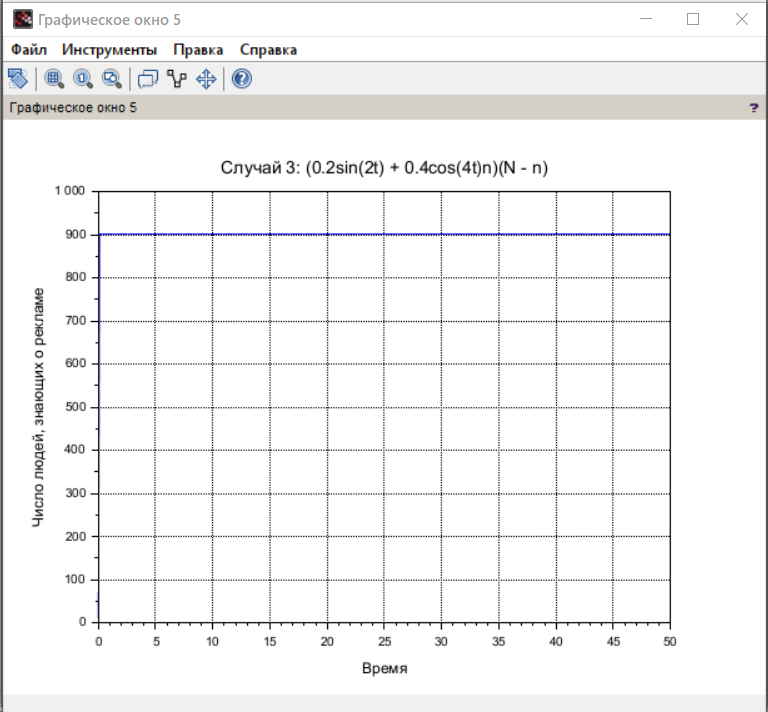 Графическое окно 5
Файл Инструменты Правка Справка
Графическое окно 5 ?
Случай 3: (0.2sin(2t) + 0.4cos(4t)n)(N - n)
1 000
900
800
700
600
500
400
300
200
100
0
Число людей, знающих о рекламе
0 5 10 15 20 25 30 35 40 45 50
Время